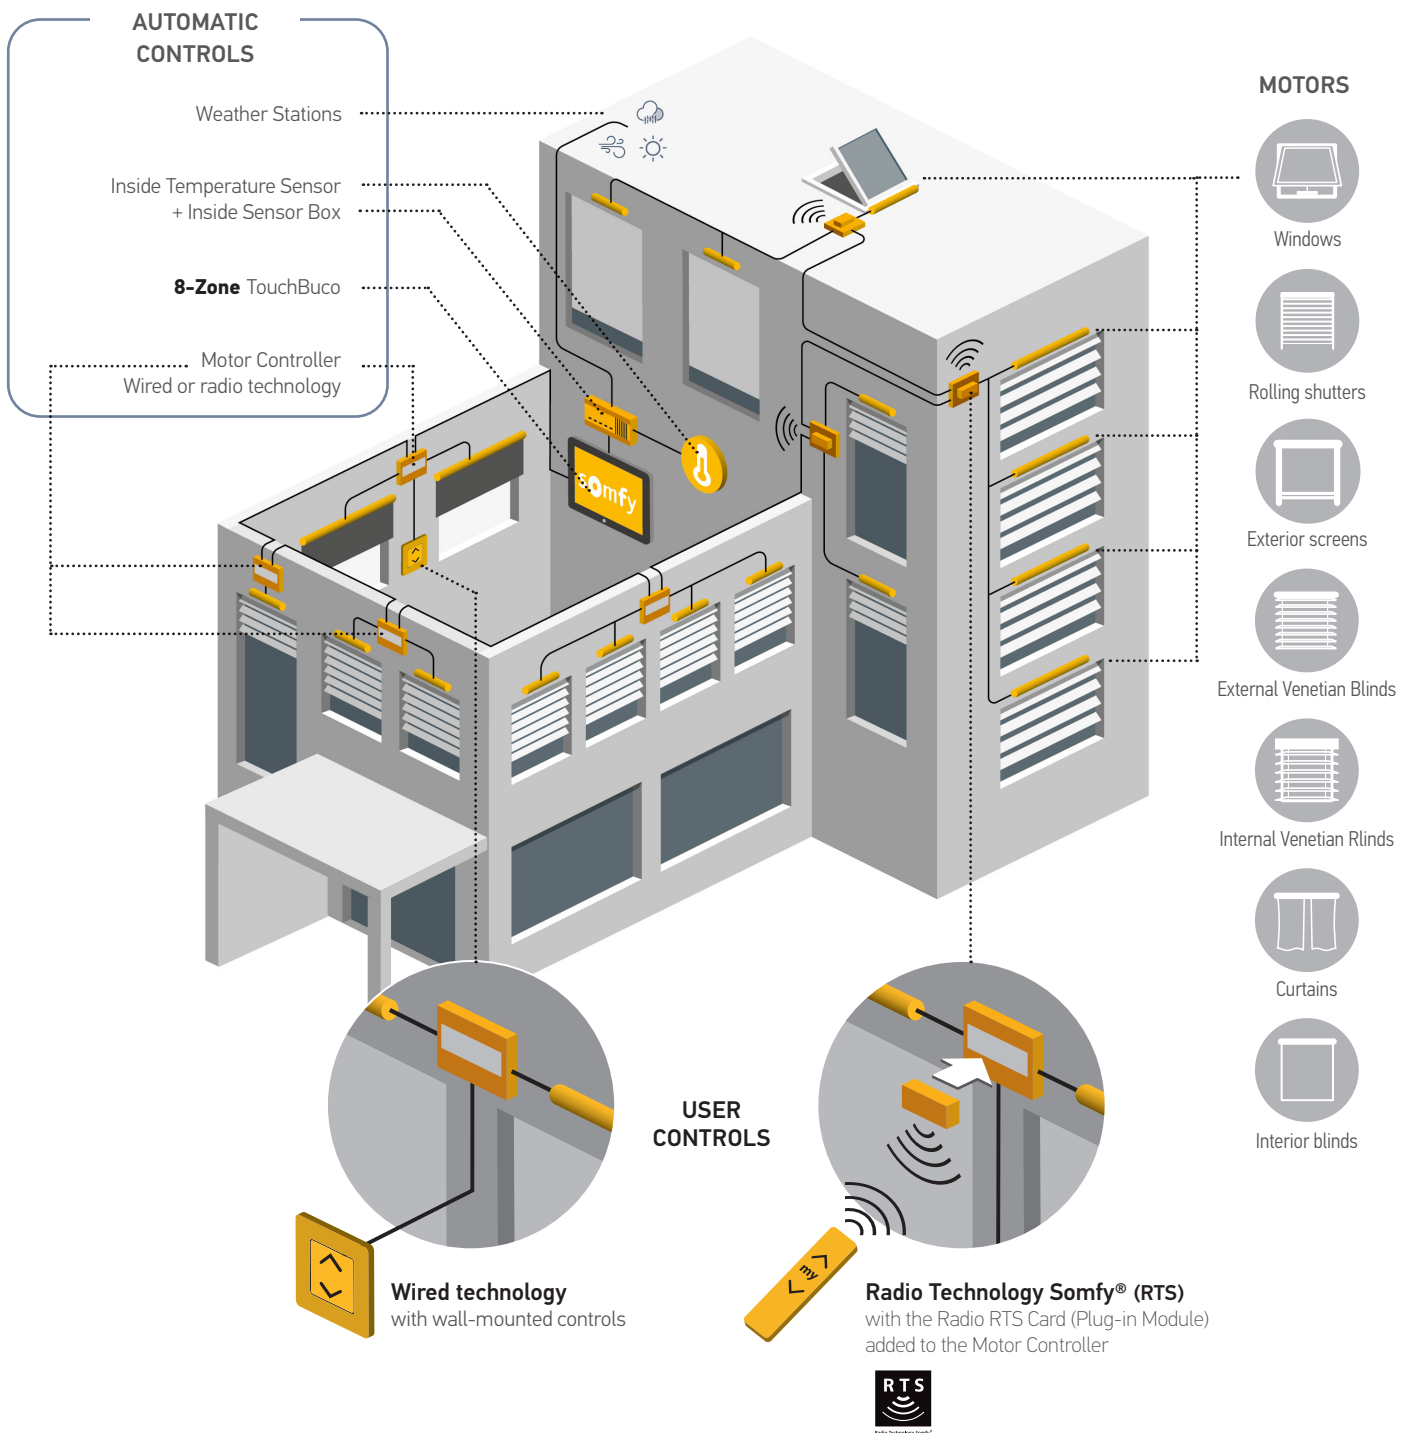 AUTOMATIC
CONTROLS
Weather Stations
Inside Temperature Sensor
+ Inside Sensor Box
8-Zone TouchBuco
Motor Controller
Wired or radio technology
somfy
MOTORS
Windows
Rolling shutters
Exterior screens
External Venetian Blinds
Internal Venetian Rlinds
Curtains
Interior blinds
USER
CONTROLS
my
Wired technology
with wall-mounted controls
Radio Technology Somfy® (RTS)
with the Radio RTS Card (Plug-in Module)
added to the Motor Controller
RTS
Radio Technology Somfy®